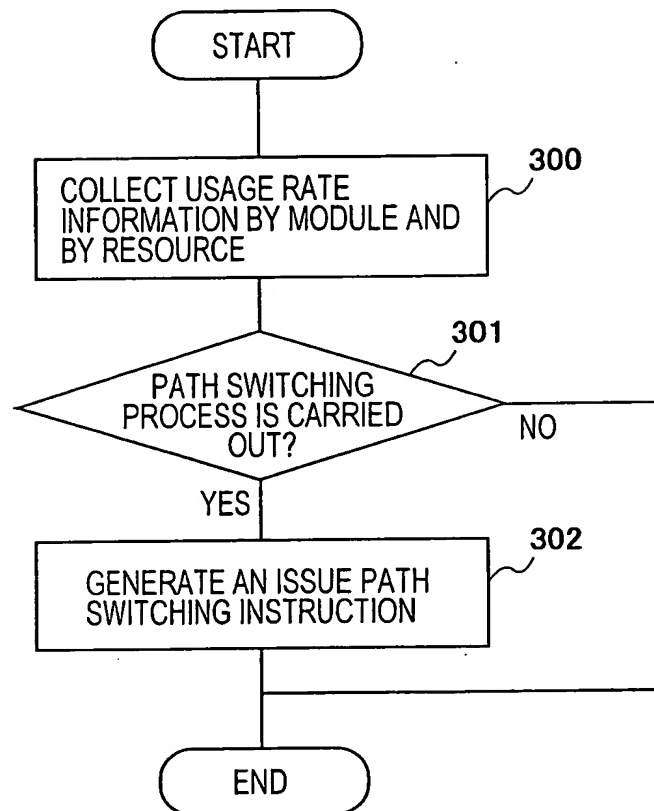 START
300
COLLECT USAGE RATE
INFORMATION BY MODULE AND
BY RESOURCE
301
PATH SWITCHING
PROCESS IS CARRIED
OUT?
NO
YES
302
GENERATE AN ISSUE PATH
SWITCHING INSTRUCTION
END